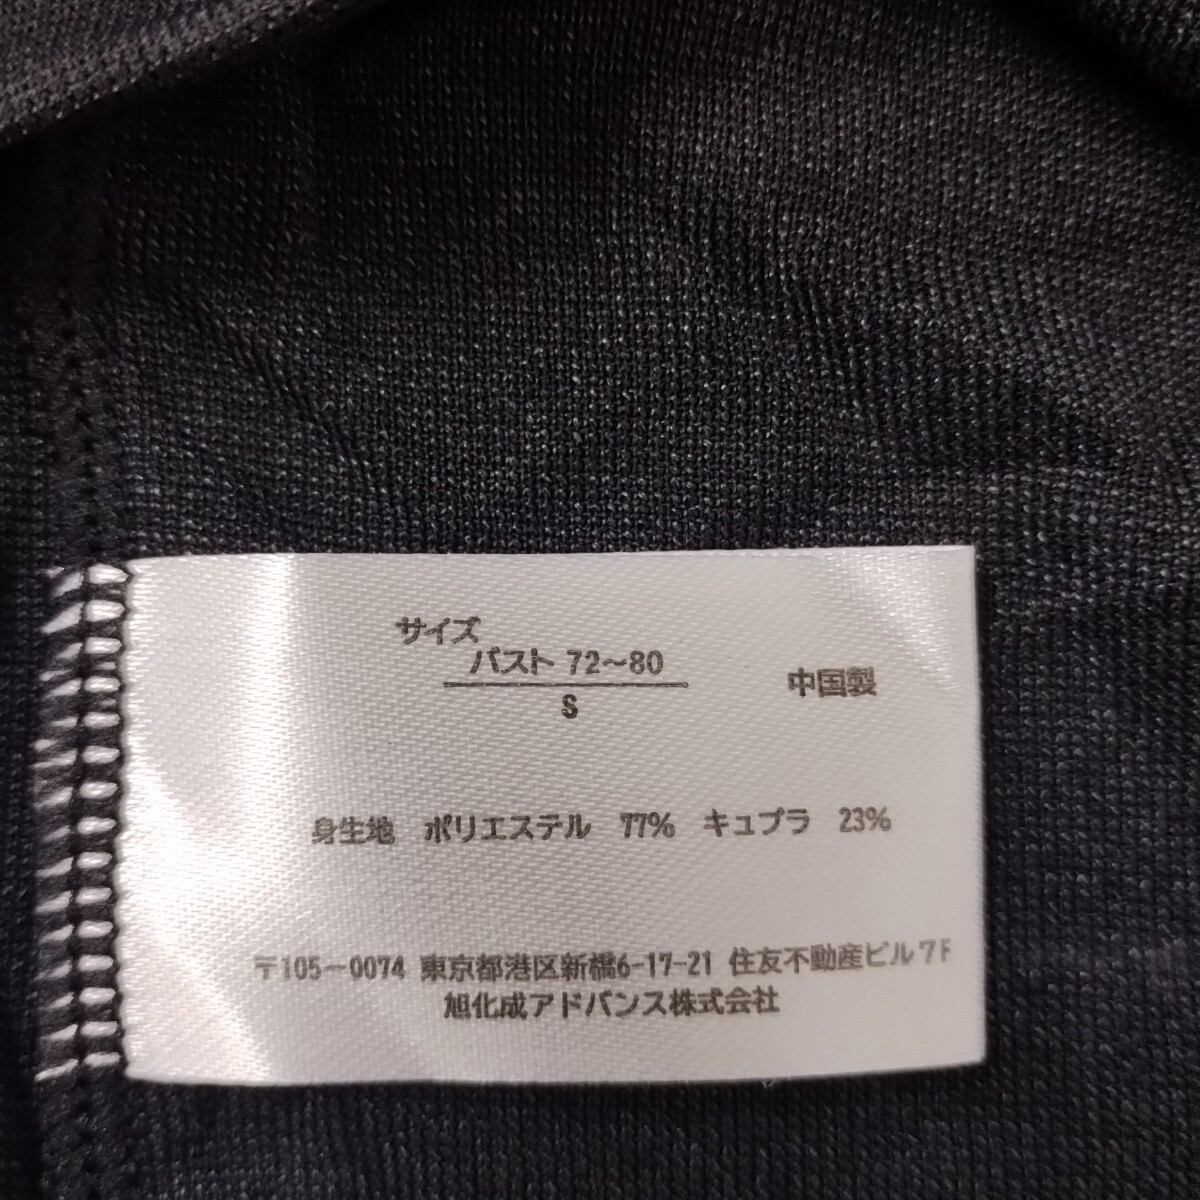 サイズ
バスト 72~80
S
中国製
身生地 ポリエステル 77% キュプラ 23%
〒105-0074 東京都港区新橋6-17-21 住友不動産ビル7F
旭化成アドバンス株式会社